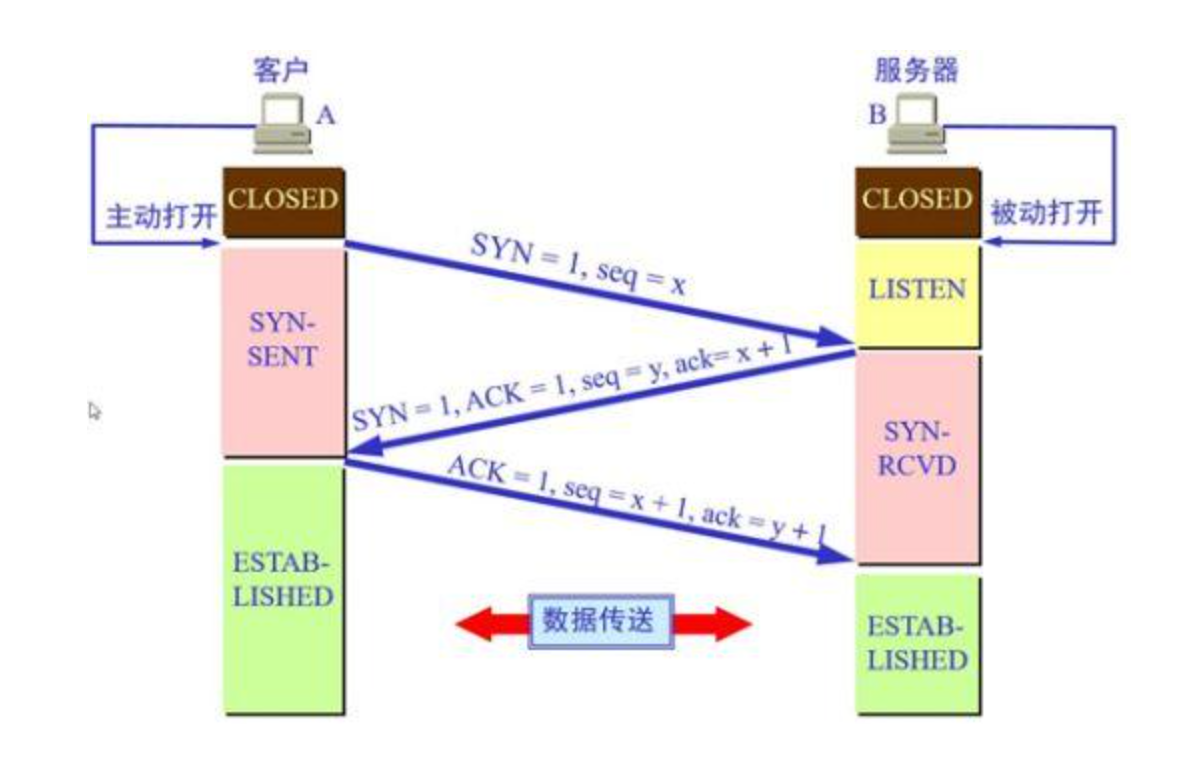 客户
服务器
A
B
CLOSED
CLOSED
主动打开
被动打开
SYN = 1, seq = x
LISTEN
SYN-
SENT
SYN = 1, ACK = 1, seq = y, ack= x + 1
SYN-
RCVD
ACK = 1, seq = x + 1, ack = y + 1
ESTAB-
LISHED
数据传送
ESTAB-
LISHED